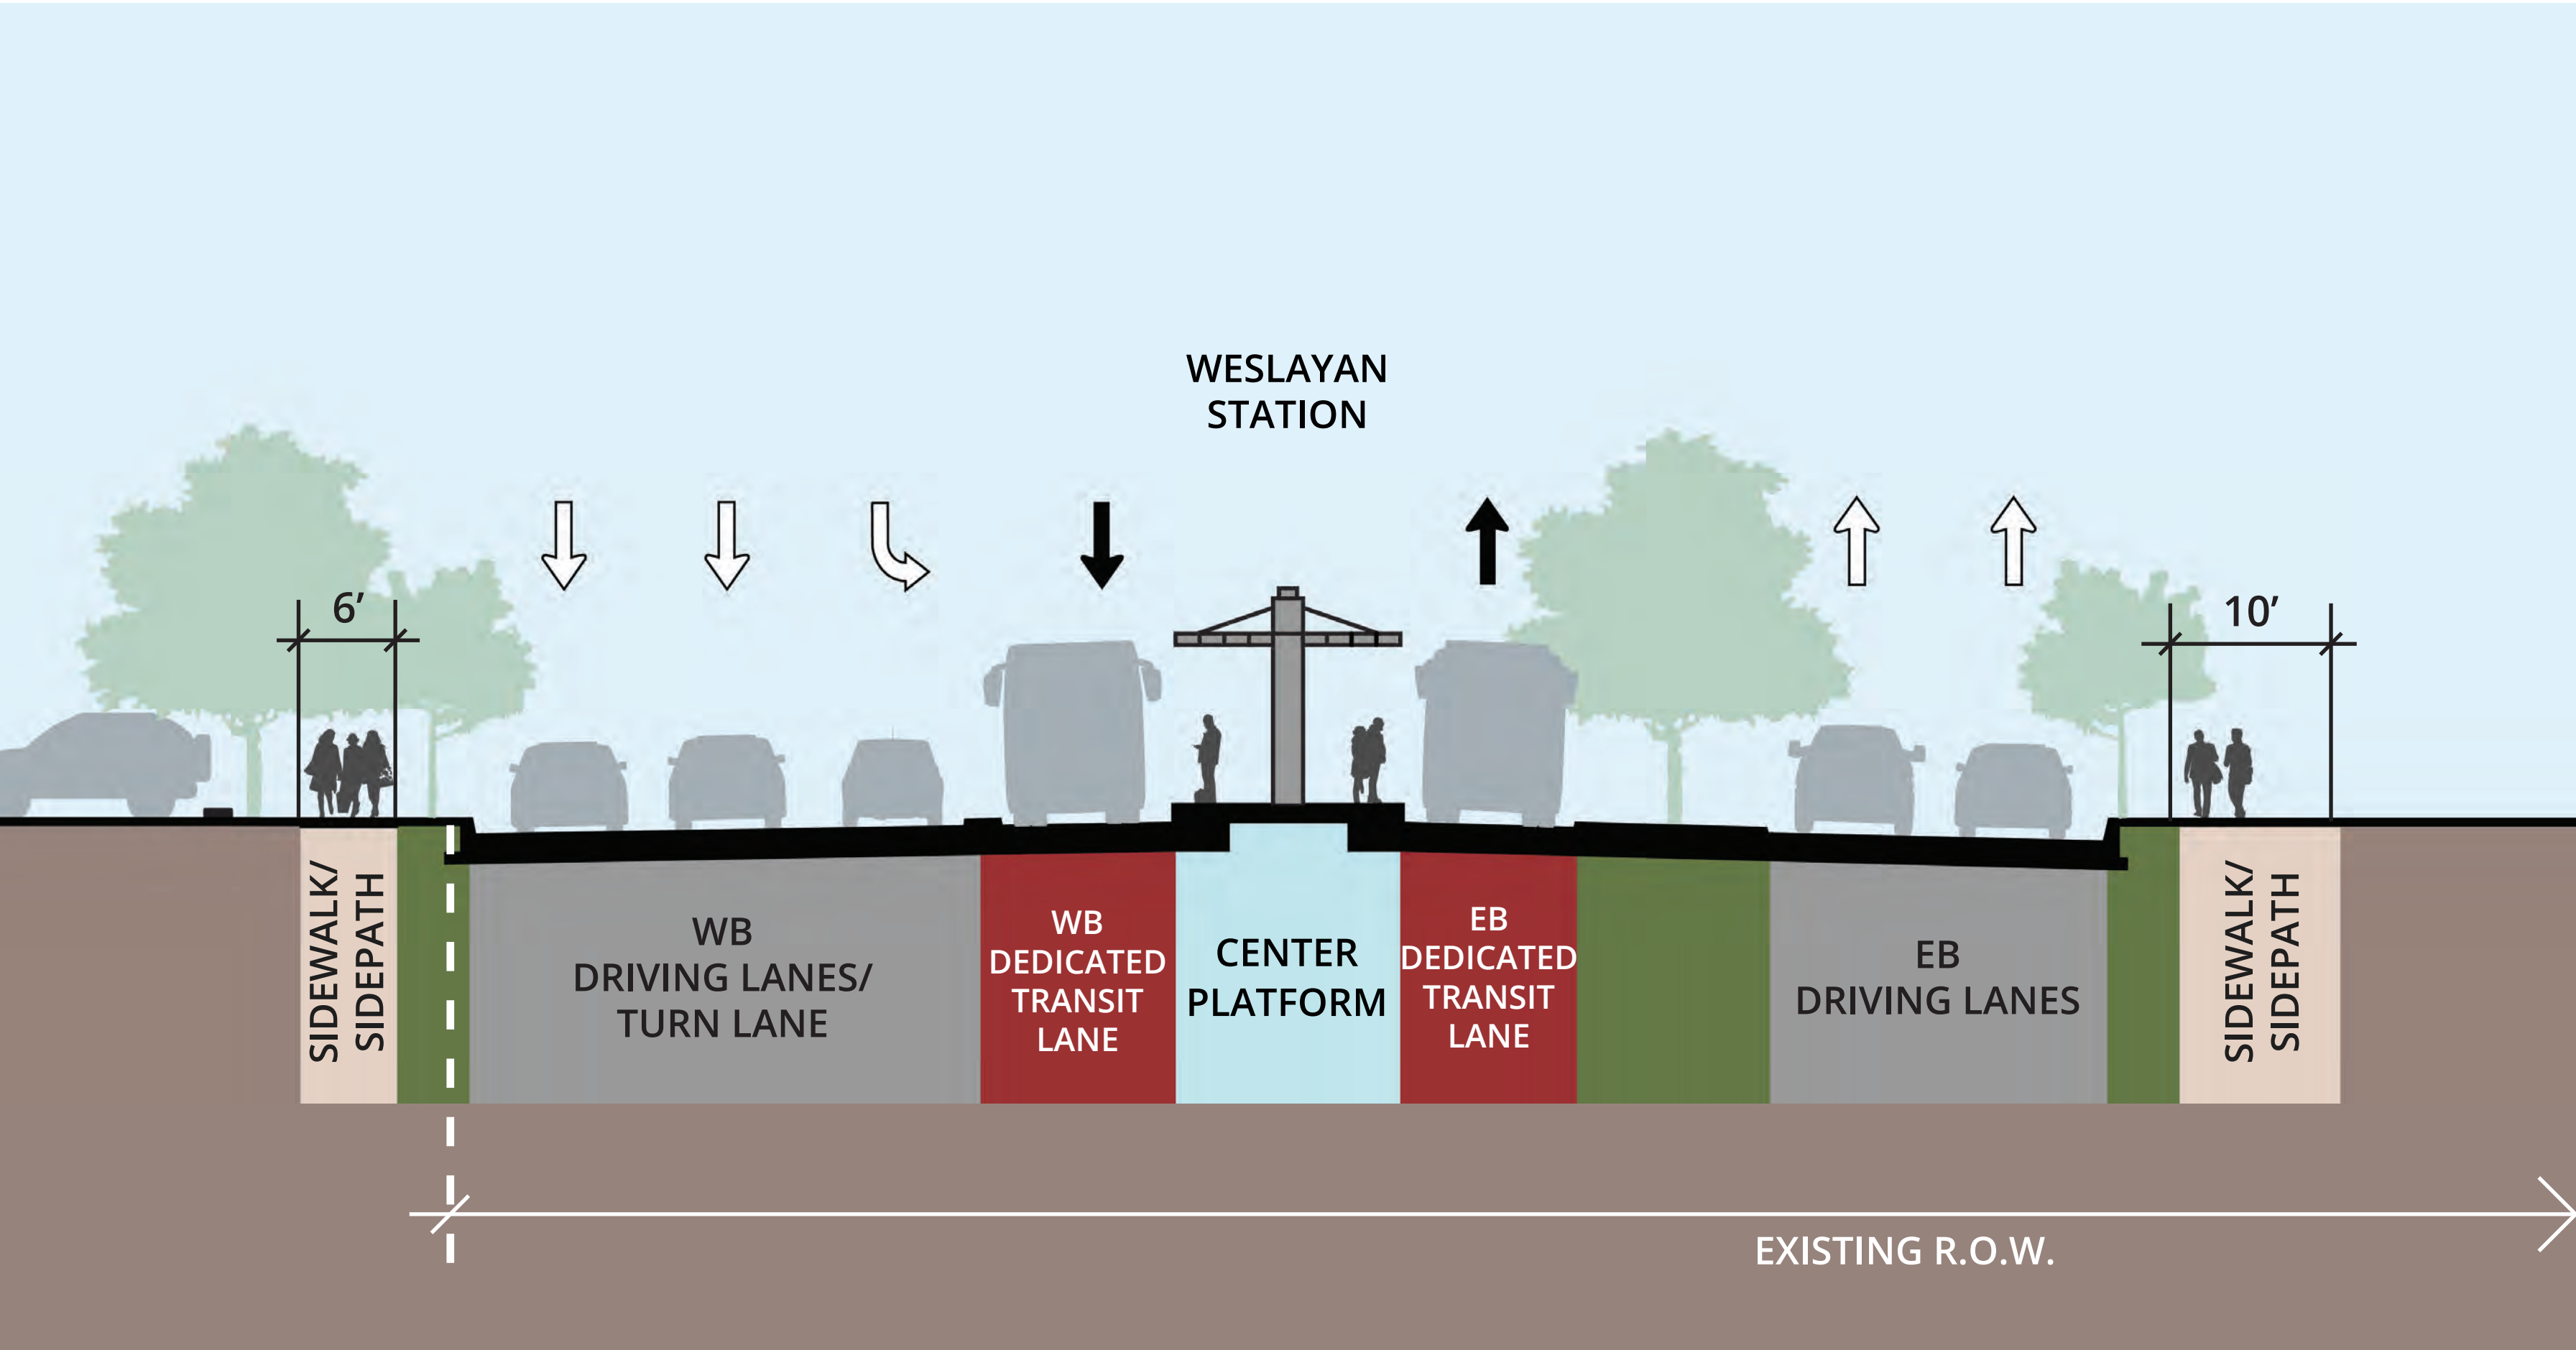 WESLAYAN
STATION
6’
10’
SIDEWALK/
SIDEPATH
WB
DRIVING LANES/
TURN LANE
WB
DEDICATED
TRANSIT
LANE
CENTER
PLATFORM
EB
DEDICATED
TRANSIT
LANE
EB
DRIVING LANES
SIDEWALK/
SIDEPATH
EXISTING R.O.W.